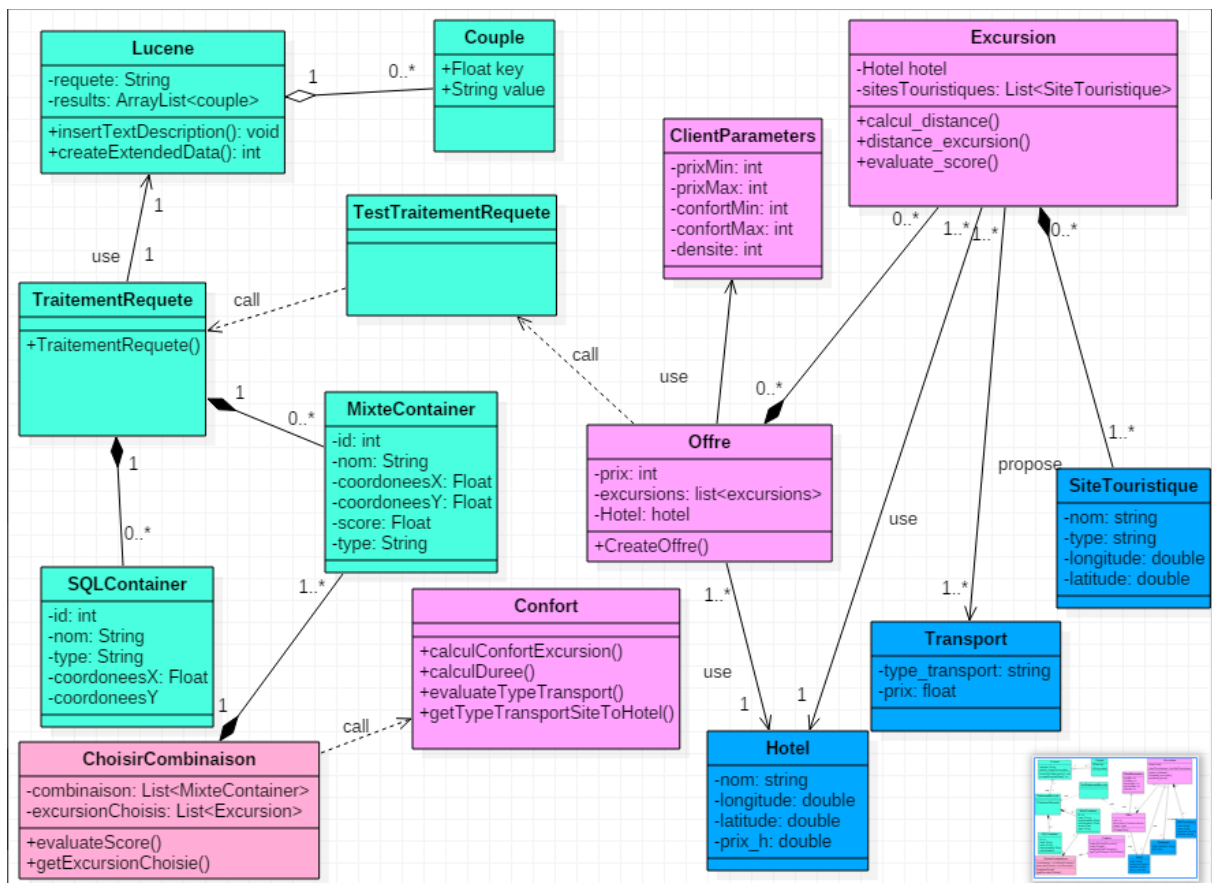 Lucene
-requete: String
-results: ArrayList<couple>
+insertTextDescription(): void
+createExtendedData(): int
1
0..*
Couple
+Float key
+String value
Excursion
-Hotel hotel
-sitesTouristiques: List<SiteTouristique>
+calcul_distance()
+distance_excursion()
+evaluate_score()
ClientParameters
-prixMin: int
-prixMax: int
-confortMin: int
-confortMax: int
-densite: int
1
use
1
TestTraitementRequete
0..*
1..*
1..*
0..*
TraitementRequete
+TraitementRequete()
call
call
use
1
0..*
MixteContainer
-id: int
-nom: String
-coordoneesX: Float
-coordoneesY: Float
-score: Float
-type: String
0..*
Offre
-prix: int
-excursions: list<excursions>
-Hotel: hotel
+CreateOffre()
1..*
propose
SiteTouristique
-nom: string
-type: string
-longitude: double
-latitude: double
1
0..*
use
SQLContainer
-id: int
-nom: String
-type: String
-coordoneesX: Float
-coordoneesY
1..*
Confort
+calculConfortExcursion()
+calculDuree()
+evaluateTypeTransport()
+getTypeTransportSiteToHotel()
1..*
use
1
1
1..*
Transport
-type_transport: string
-prix: float
1
call
ChoisirCombinaison
-combinaison: List<MixteContainer>
-excursionChoisis: List<Excursion>
+evaluateScore()
+getExcursionChoisie()
Hotel
-nom: string
-longitude: double
-latitude: double
-prix_h: double